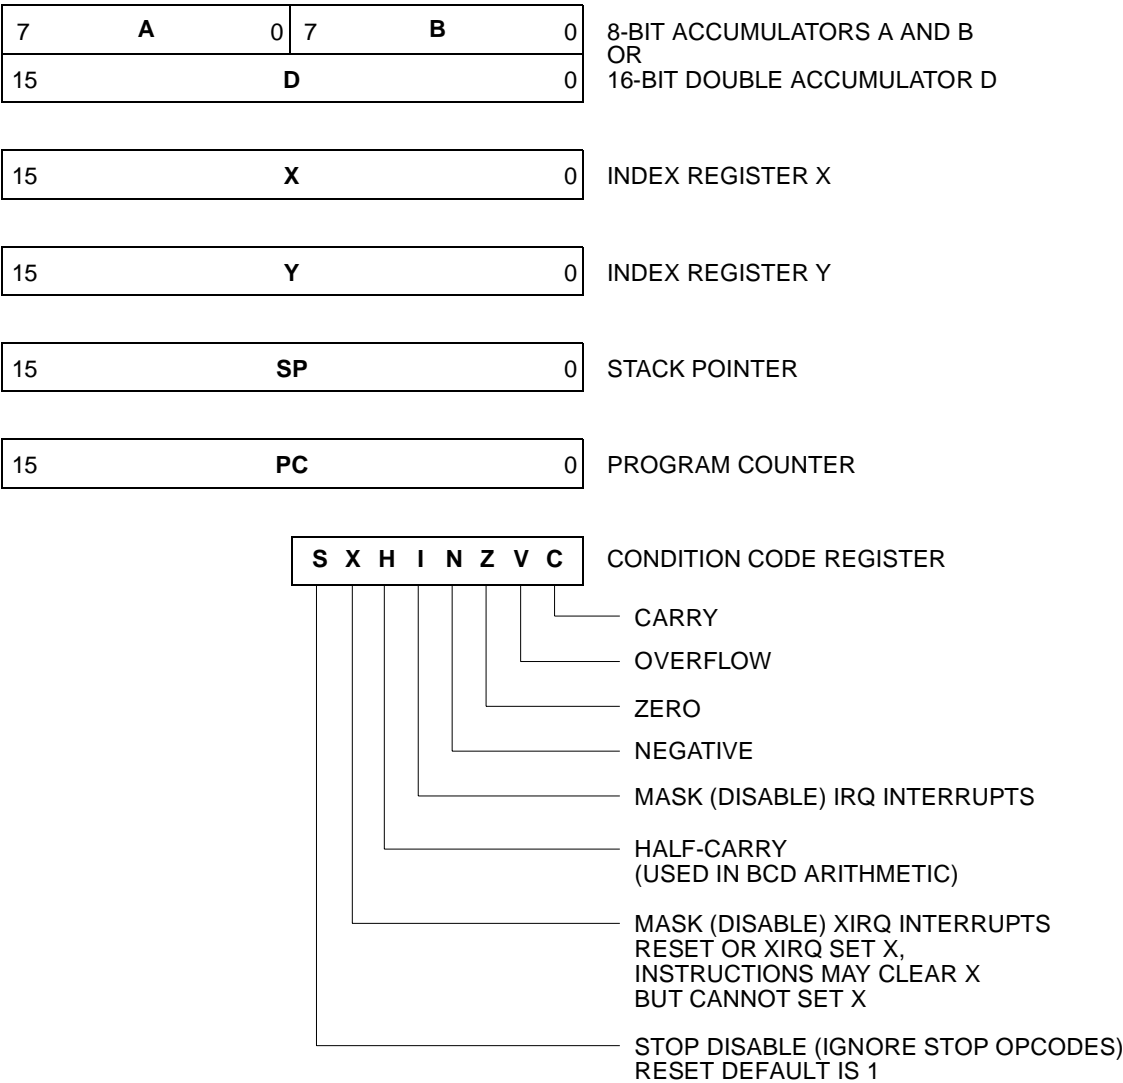 7 A 0 7 B 0 8-BIT ACCUMULATORS A AND B
OR
15 D 0 16-BIT DOUBLE ACCUMULATOR D
15 X 0 INDEX REGISTER X
15 Y 0 INDEX REGISTER Y
15 SP 0 STACK POINTER
15 PC 0 PROGRAM COUNTER
S X H I N Z V C CONDITION CODE REGISTER
CARRY
OVERFLOW
ZERO
NEGATIVE
MASK (DISABLE) IRQ INTERRUPTS
HALF-CARRY
(USED IN BCD ARITHMETIC)
MASK (DISABLE) XIRQ INTERRUPTS
RESET OR XIRQ SET X,
INSTRUCTIONS MAY CLEAR X
BUT CANNOT SET X
STOP DISABLE (IGNORE STOP OPCODES)
RESET DEFAULT IS 1